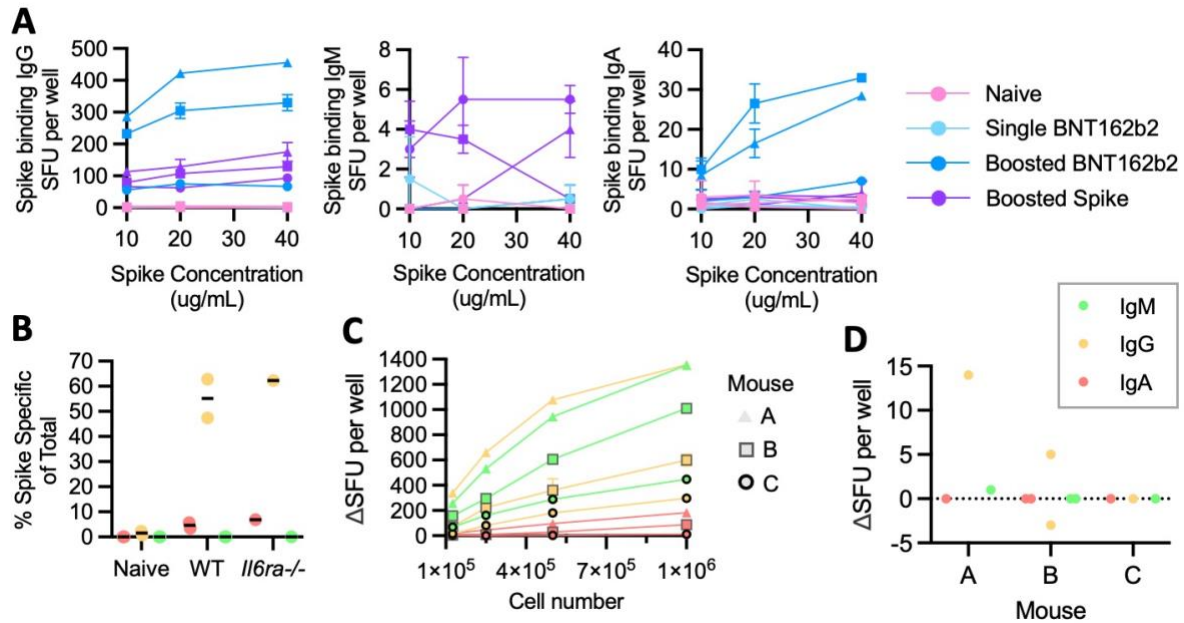 A
Spike binding IgG
SFU per well
500
400
300
200
100
0
10 20 30 40
Spike Concentration
(ug/mL)
Spike binding IgM
SFU per well
8
6
4
2
0
10 20 30 40
Spike Concentration
(ug/mL)
Spike binding IgA
SFU per well
40
30
20
10
0
10 20 30 40
Spike Concentration
(ug/mL)
Naive
Single BNT162b2
Boosted BNT162b2
Boosted Spike
B
% Spike Specific
of Total
70
60
50
40
30
20
10
0
Naive WT Il6ra-/-
C
ΔSFU per well
1400
1200
1000
800
600
400
200
0
1×10⁵ 4×10⁵ 7×10⁵ 1×10⁶
Cell number
Mouse
A
B
C
D
IgM
IgG
IgA
ΔSFU per well
15
10
5
0
-5
A B C
Mouse